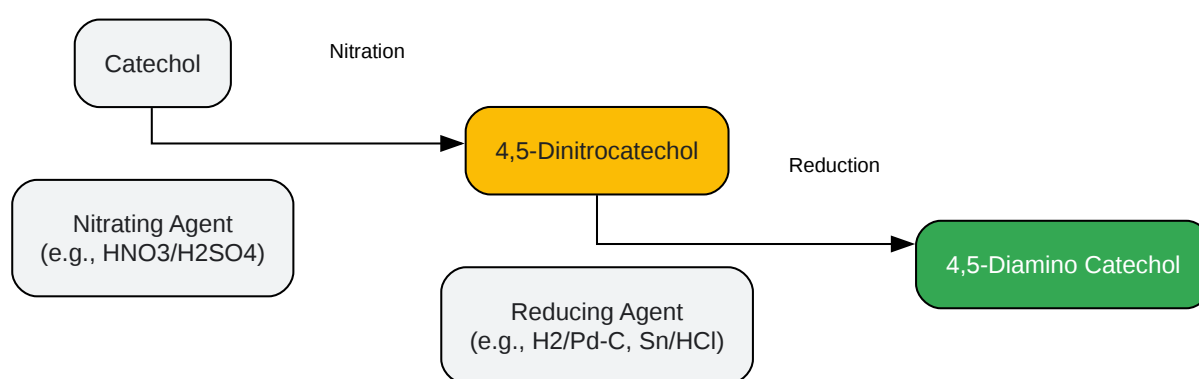 Catechol
Nitration
4,5-Dinitrocatechol
Reduction
Nitrating Agent
(e.g., HNO3/H2SO4)
4,5-Diamino Catechol
Reducing Agent
(e.g., H2/Pd-C, Sn/HCl)